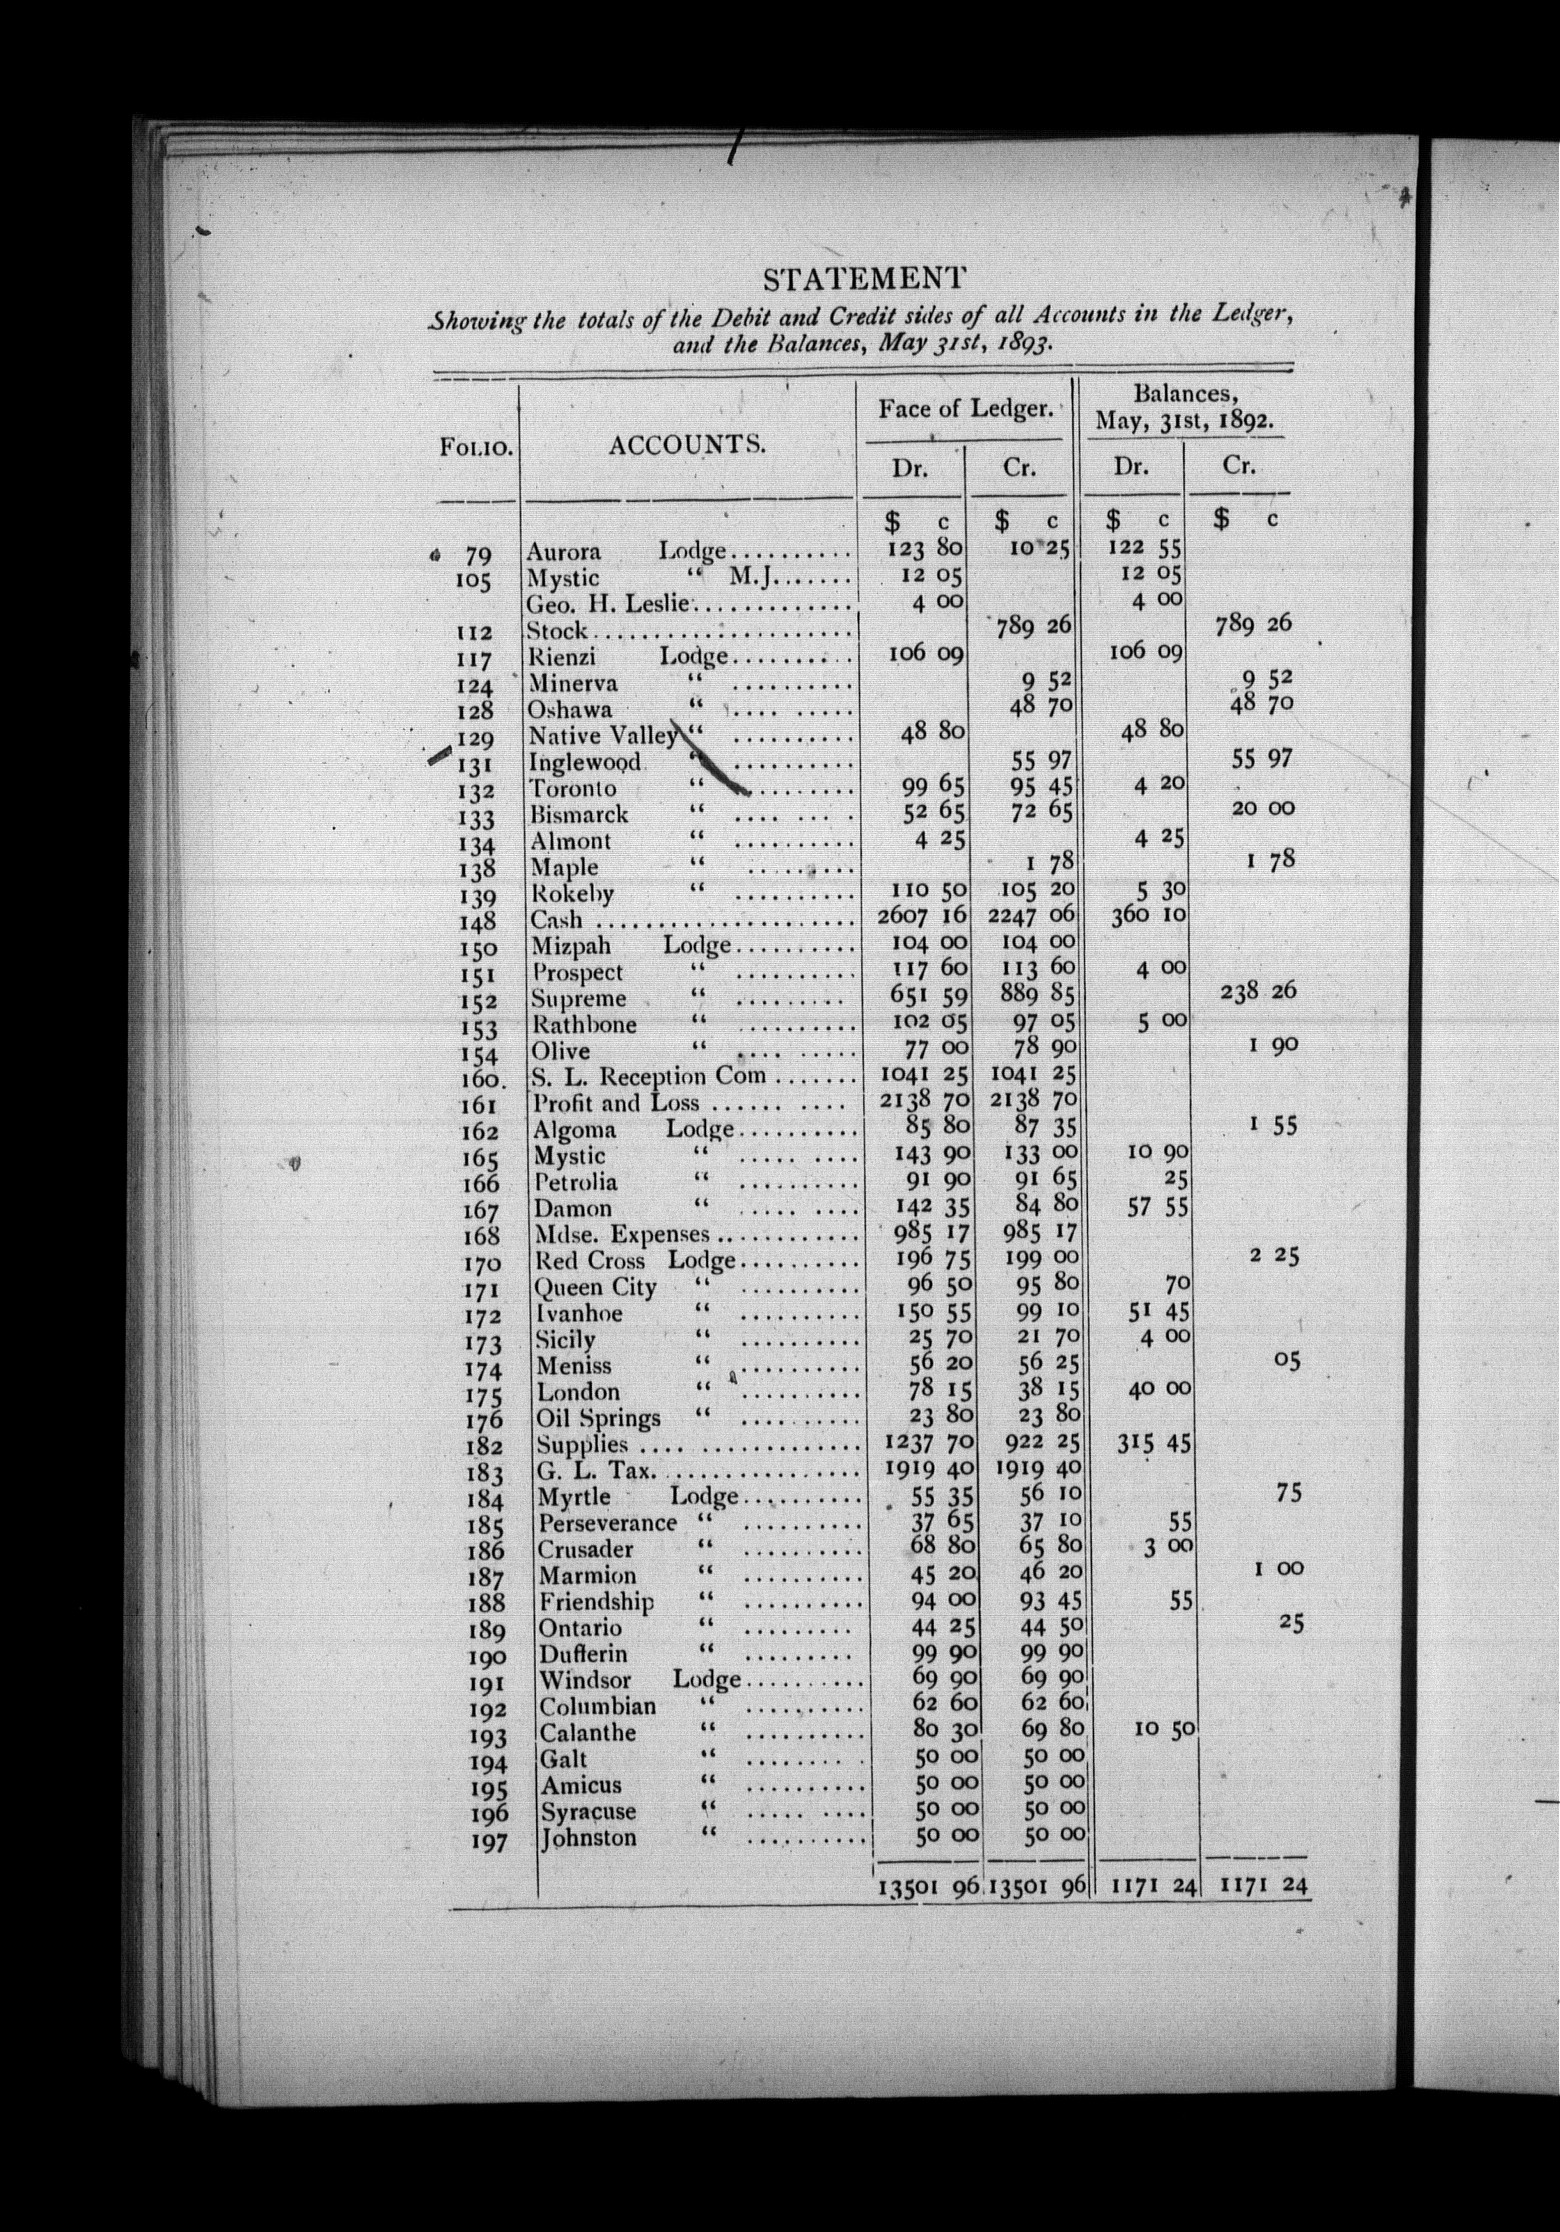 STATEMENT
Showing the totals of the Debit and Credit sides of all Accounts in the Ledger,
and the Balances, May 31st, 1893.
FOLIO. ACCOUNTS. Face of Ledger. Balances, May, 31st, 1892.
Dr. Cr. Dr. Cr.
$ c $ c $ c $ c
79 Aurora Lodge.......... 123 80 10 25 122 55
105 Mystic “ M.J....... 12 05 12 05
Geo. H. Leslie............. 4 00 4 00
112 Stock...................... 789 26 789 26
117 Rienzi Lodge.......... 106 09 106 09
124 Minerva “ .......... 9 52 9 52
128 Oshawa “ .... ..... 48 70 48 70
129 Native Valley “ .......... 48 80 48 80
131 Inglewood “ .......... 55 97 55 97
132 Toronto “ .......... 99 65 95 45 4 20
133 Bismarck “ .... ... . 52 65 72 65 20 00
134 Almont “ .......... 4 25 4 25
138 Maple “ ......... 1 78 1 78
139 Rokeby “ .......... 110 50 105 20 5 30
148 Cash ...................... 2607 16 2247 06 360 10
150 Mizpah Lodge.......... 104 00 104 00
151 Prospect “ .......... 117 60 113 60 4 00
152 Supreme “ ......... 651 59 889 85 238 26
153 Rathbone “ .......... 102 05 97 05 5 00
154 Olive “ .... ..... 77 00 78 90 1 90
160. S. L. Reception Com ....... 1041 25 1041 25
161 Profit and Loss ...... .... 2138 70 2138 70
162 Algoma Lodge.......... 85 80 87 35 1 55
165 Mystic “ ..... .... 143 90 133 00 10 90
166 Petrolia “ .......... 91 90 91 65 25
167 Damon “ ..... .... 142 35 84 80 57 55
168 Mdse. Expenses ............ 985 17 985 17
170 Red Cross Lodge.......... 196 75 199 00 2 25
171 Queen City “ .......... 96 50 95 80 70
172 Ivanhoe “ .......... 150 55 99 10 51 45
173 Sicily “ .......... 25 70 21 70 4 00
174 Meniss “ .......... 56 20 56 25 05
175 London “ .......... 78 15 38 15 40 00
176 Oil Springs “ .......... 23 80 23 80
182 Supplies .... .............. 1237 70 922 25 315 45
183 G. L. Tax.................. 1919 40 1919 40
184 Myrtle Lodge.......... 55 35 56 10 75
185 Perseverance “ .......... 37 65 37 10 55
186 Crusader “ .......... 68 80 65 80 3 00
187 Marmion “ .......... 45 20 46 20 1 00
188 Friendship “ .......... 94 00 93 45 55
189 Ontario “ ......... 44 25 44 50 25
190 Dufferin “ ......... 99 90 99 90
191 Windsor Lodge.......... 69 90 69 90
192 Columbian “ .......... 62 60 62 60
193 Calanthe “ .......... 80 30 69 80 10 50
194 Galt “ ........ . 50 00 50 00
195 Amicus “ .......... 50 00 50 00
196 Syracuse “ ..... .... 50 00 50 00
197 Johnston “ .......... 50 00 50 00
13501 96 13501 96 1171 24 1171 24